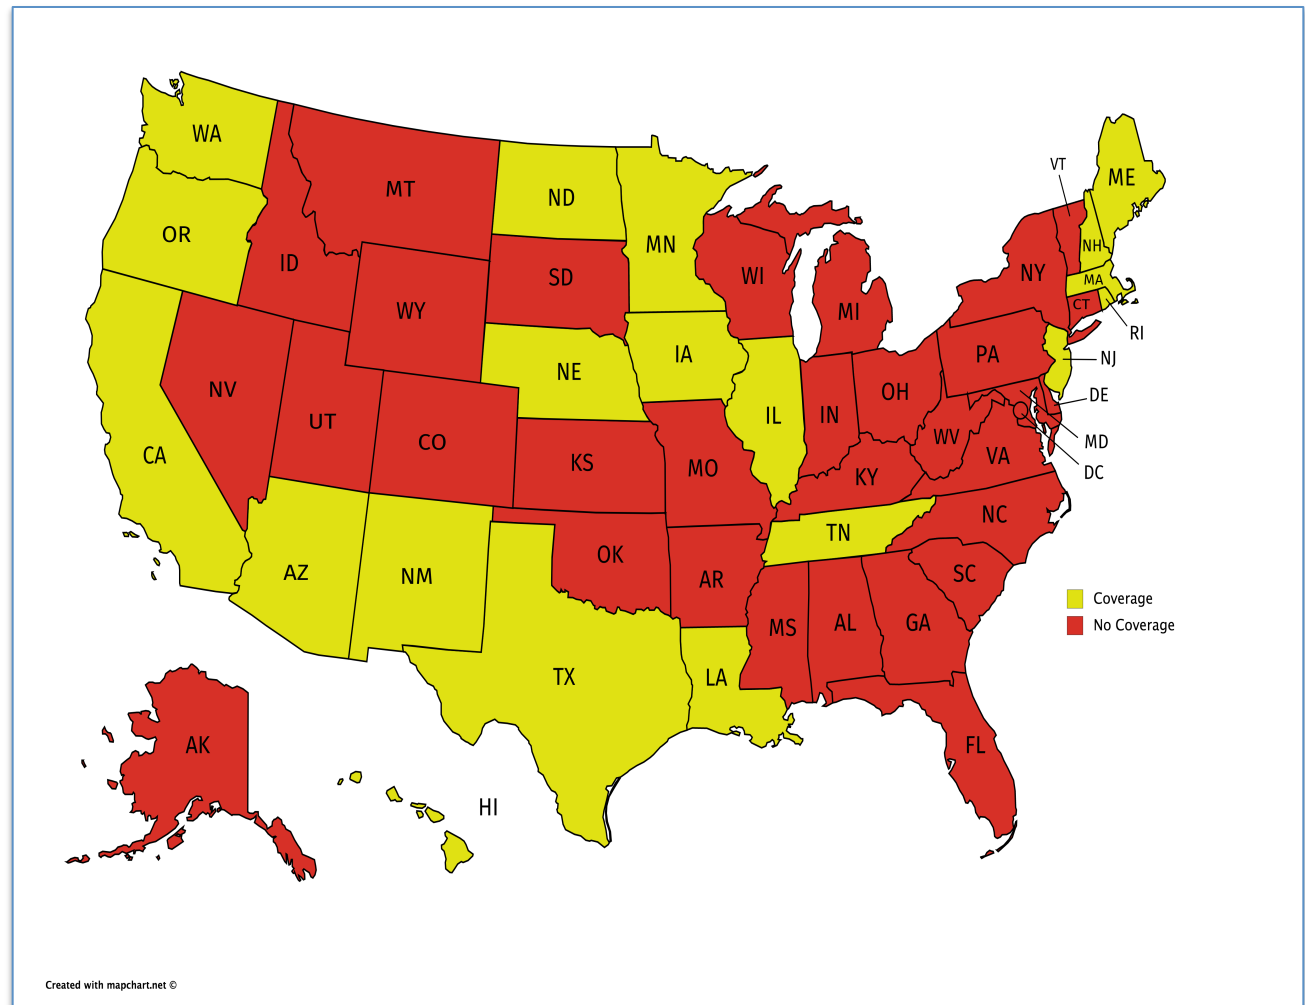 WA
MT
ND
MN
ME
VT
OR
ID
SD
WI
NH
NY
MA
WY
MI
CT
RI
NE
IA
PA
NJ
NV
UT
CO
IL
IN
OH
DE
CA
KS
MO
WV
VA
MD
KY
DC
NC
TN
AZ
NM
OK
AR
SC
Coverage
No Coverage
MS
AL
GA
TX
LA
AK
FL
HI
Created with mapchart.net ©